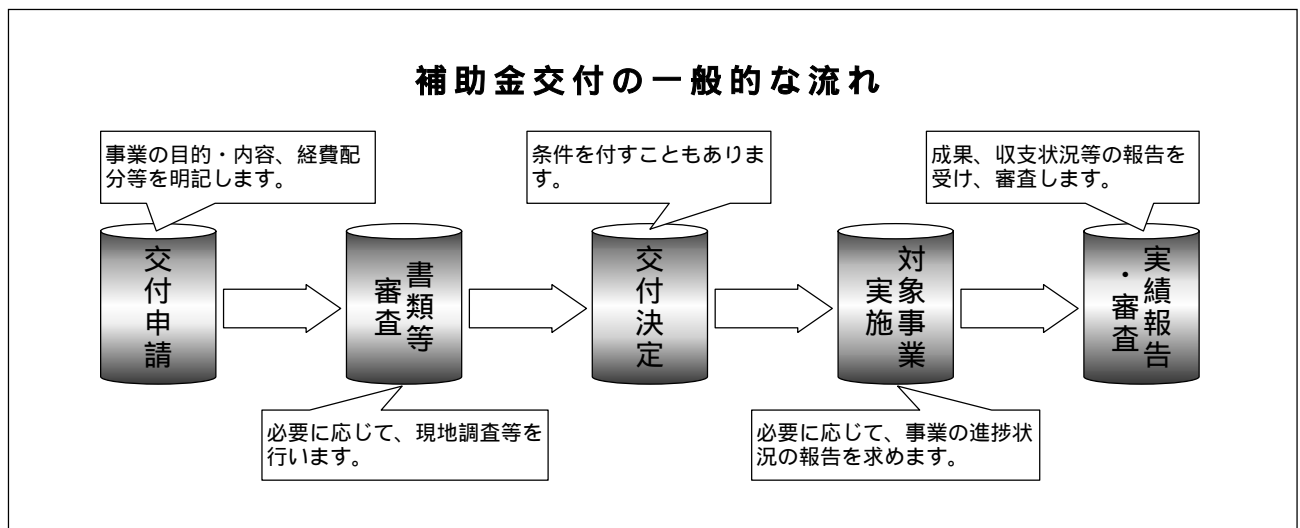 補助金交付の一般的な流れ
事業の目的・内容、経費配
分等を明記します。
条件を付すこともありま
す。
成果、収支状況等の報告を
受け、審査します。
交付申請
書類等
審査
交付決定
対象事業
実施
実績報告
・審査
必要に応じて、現地調査等を
行います。
必要に応じて、事業の進捗状
況の報告を求めます。